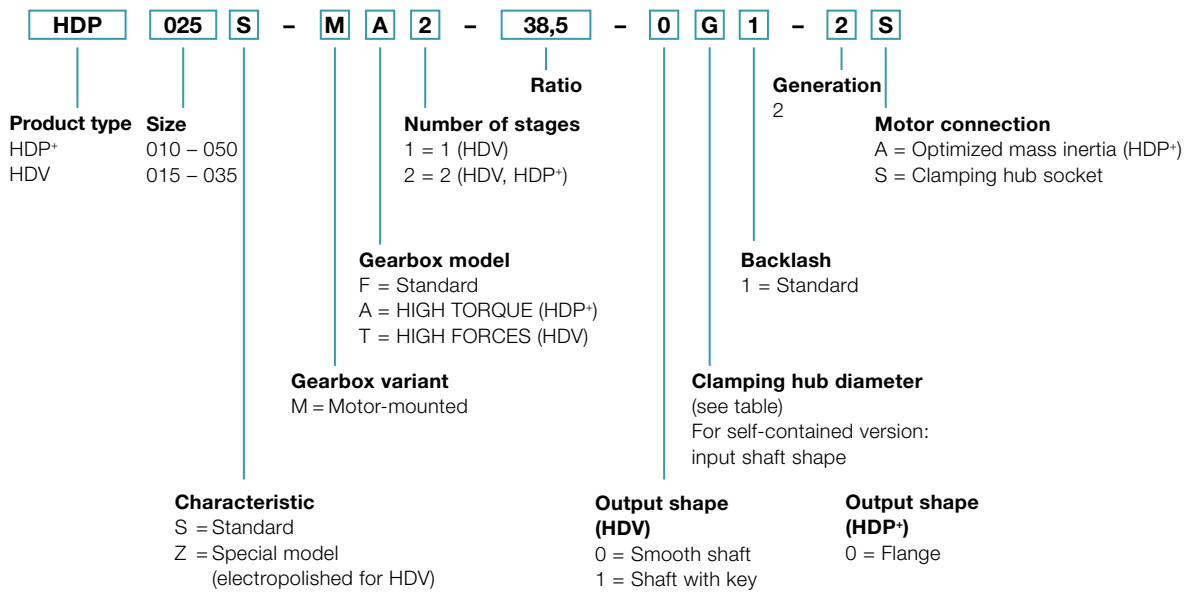 HDP 025 S – M A 2 – 38,5 – 0 G 1 – 2 S
Product type
HDP+
HDV
Size
010 – 050
015 – 035
Characteristic
S = Standard
Z = Special model
(electropolished for HDV)
Gearbox variant
M = Motor-mounted
Gearbox model
F = Standard
A = HIGH TORQUE (HDP+)
T = HIGH FORCES (HDV)
Number of stages
1 = 1 (HDV)
2 = 2 (HDV, HDP+)
Ratio
Output shape
(HDV)
0 = Smooth shaft
1 = Shaft with key
Output shape
(HDP+)
0 = Flange
Clamping hub diameter
(see table)
For self-contained version:
input shaft shape
Backlash
1 = Standard
Generation
2
Motor connection
A = Optimized mass inertia (HDP+)
S = Clamping hub socket